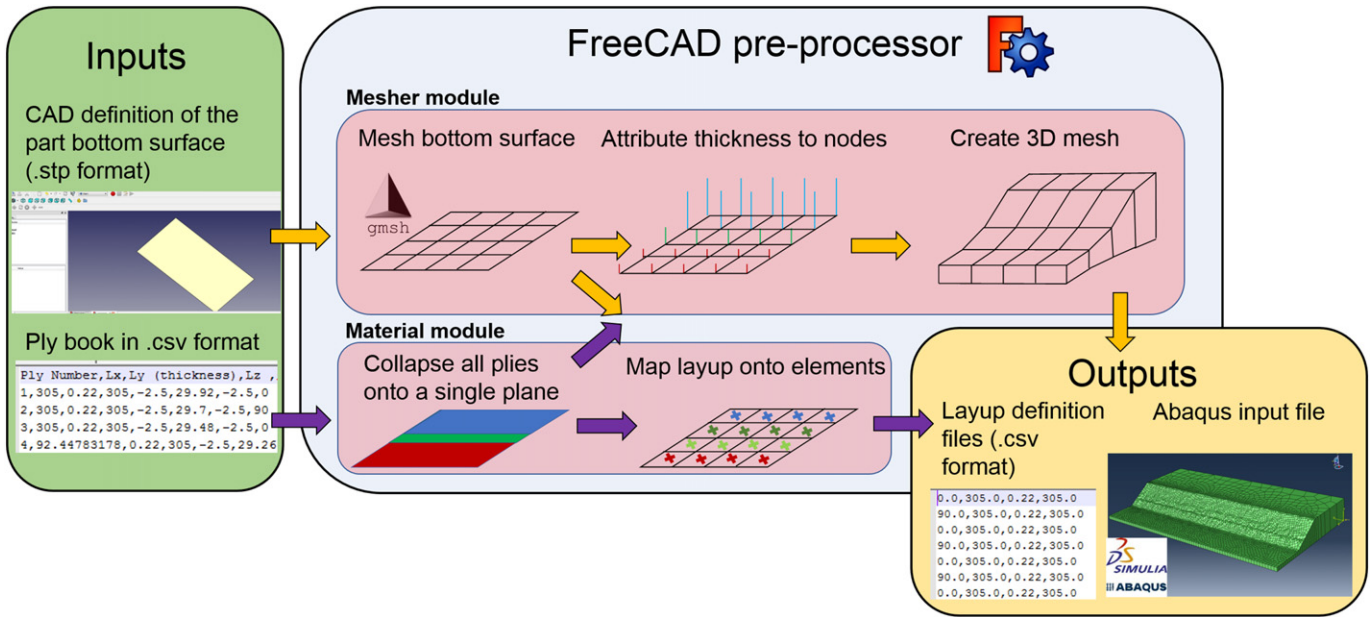 Inputs
CAD definition of the
part bottom surface
(.stp format)
Ply book in .csv format
Ply Number,Lx,Ly (thickness),Lz ,
1,305,0.22,305,-2.5,29.92,-2.5,0
2,305,0.22,305,-2.5,29.7,-2.5,90
3,305,0.22,305,-2.5,29.48,-2.5,0
4,92.44783178,0.22,305,-2.5,29.26
FreeCAD pre-processor
Mesher module
Mesh bottom surface
gmsh
Attribute thickness to nodes
Create 3D mesh
Material module
Collapse all plies
onto a single plane
Map layup onto elements
Outputs
Layup definition
files (.csv
format)
0.0,305.0,0.22,305.0
90.0,305.0,0.22,305.0
0.0,305.0,0.22,305.0
90.0,305.0,0.22,305.0
0.0,305.0,0.22,305.0
90.0,305.0,0.22,305.0
0.0,305.0,0.22,305.0
Abaqus input file
SIMULIA
ABAQUS